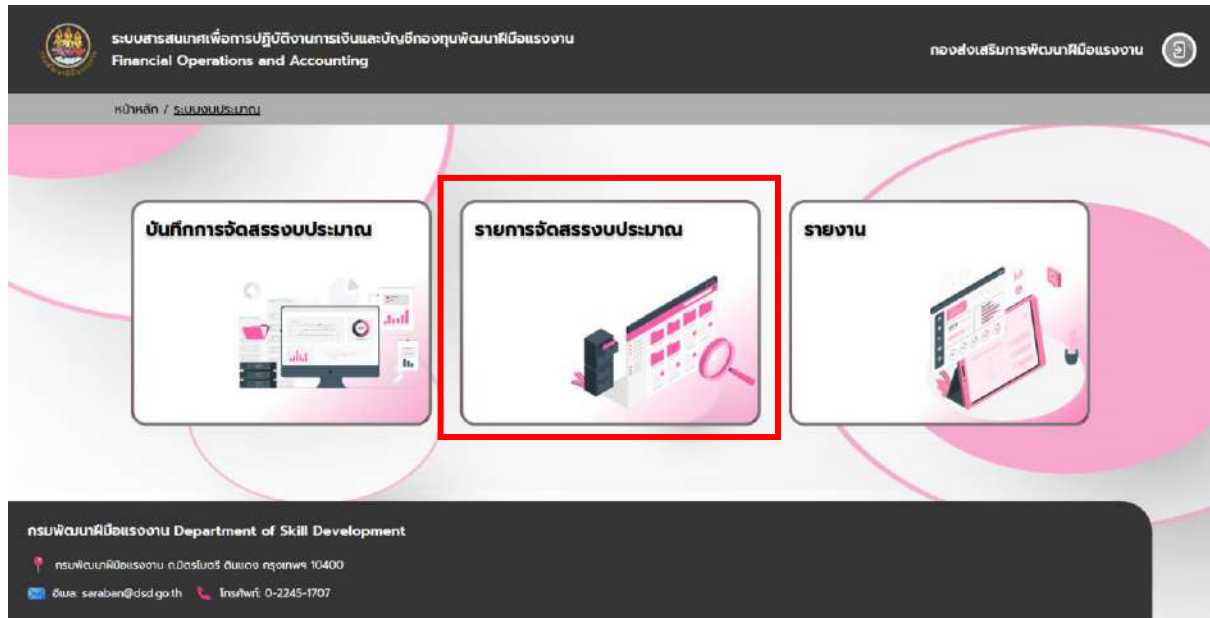 ระบบสารสนเทศเพื่อการปฏิบัติงานการเงินและบัญชีกองทุนพัฒนาฝีมือแรงงาน
Financial Operations and Accounting
กองส่งเสริมการพัฒนาฝีมือแรงงาน
หน้าหลัก / ระบบงบประมาณ
บันทึกการจัดสรรงบประมาณ
รายการจัดสรรงบประมาณ
รายงาน
กรมพัฒนาฝีมือแรงงาน Department of Skill Development
กรมพัฒนาฝีมือแรงงาน ถ.มิตรไมตรี ดินแดง กรุงเทพฯ 10400
อีเมล: saraban@dsd.go.th โทรศัพท์: 0-2245-1707